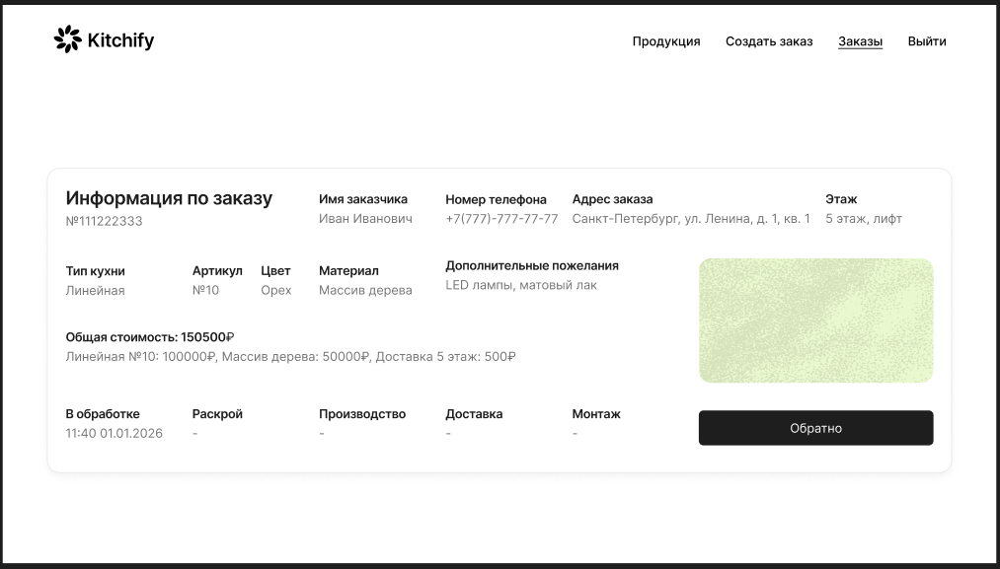 Kitchify
Продукция Создать заказ Заказы Выйти
Информация по заказу
№111222333
Имя заказчика
Иван Иванович
Номер телефона
+7(777)-777-77-77
Адрес заказа
Санкт-Петербург, ул. Ленина, д. 1, кв. 1
Этаж
5 этаж, лифт
Тип кухни
Линейная
Артикул
№10
Цвет
Орех
Материал
Массив дерева
Дополнительные пожелания
LED лампы, матовый лак
Общая стоимость: 150500₽
Линейная №10: 100000₽, Массив дерева: 50000₽, Доставка 5 этаж: 500₽
В обработке
11:40 01.01.2026
Раскрой
-
Производство
-
Доставка
-
Монтаж
-
Обратно